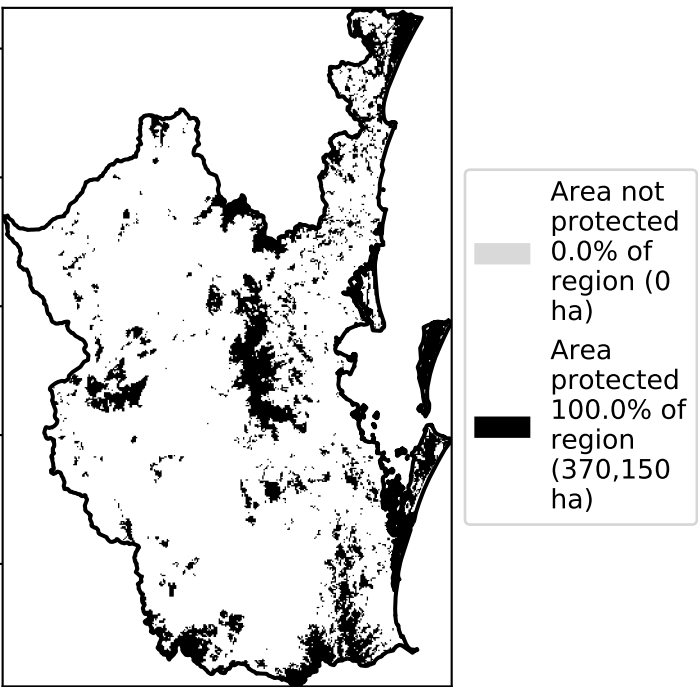 Area not
protected
0.0% of
region (0
ha)
Area
protected
100.0% of
region
(370,150
ha)